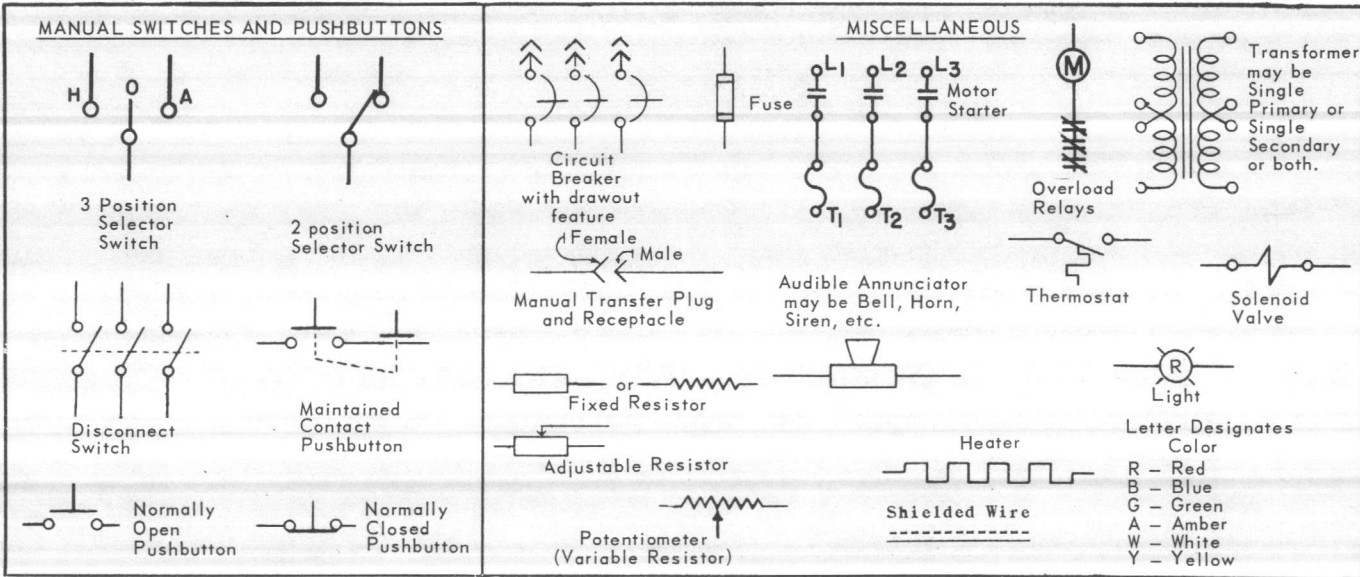 MANUAL SWITCHES AND PUSHBUTTONS
H
O
A
3 Position
Selector
Switch
2 position
Selector Switch
Disconnect
Switch
Maintained
Contact
Pushbutton
Normally
Open
Pushbutton
Normally
Closed
Pushbutton
MISCELLANEOUS
Circuit
Breaker
with drawout
feature
Fuse
L1
L2
L3
Motor
Starter
T1
T2
T3
M
Overload
Relays
Transformer
may be
Single
Primary or
Single
Secondary
or both.
Female
Male
Manual Transfer Plug
and Receptacle
Audible Annunciator
may be Bell, Horn,
Siren, etc.
Thermostat
Solenoid
Valve
or
Fixed Resistor
R
Light
Adjustable Resistor
Heater
Letter Designates
Color
R – Red
B – Blue
G – Green
A – Amber
W – White
Y – Yellow
Potentiometer
(Variable Resistor)
Shielded Wire